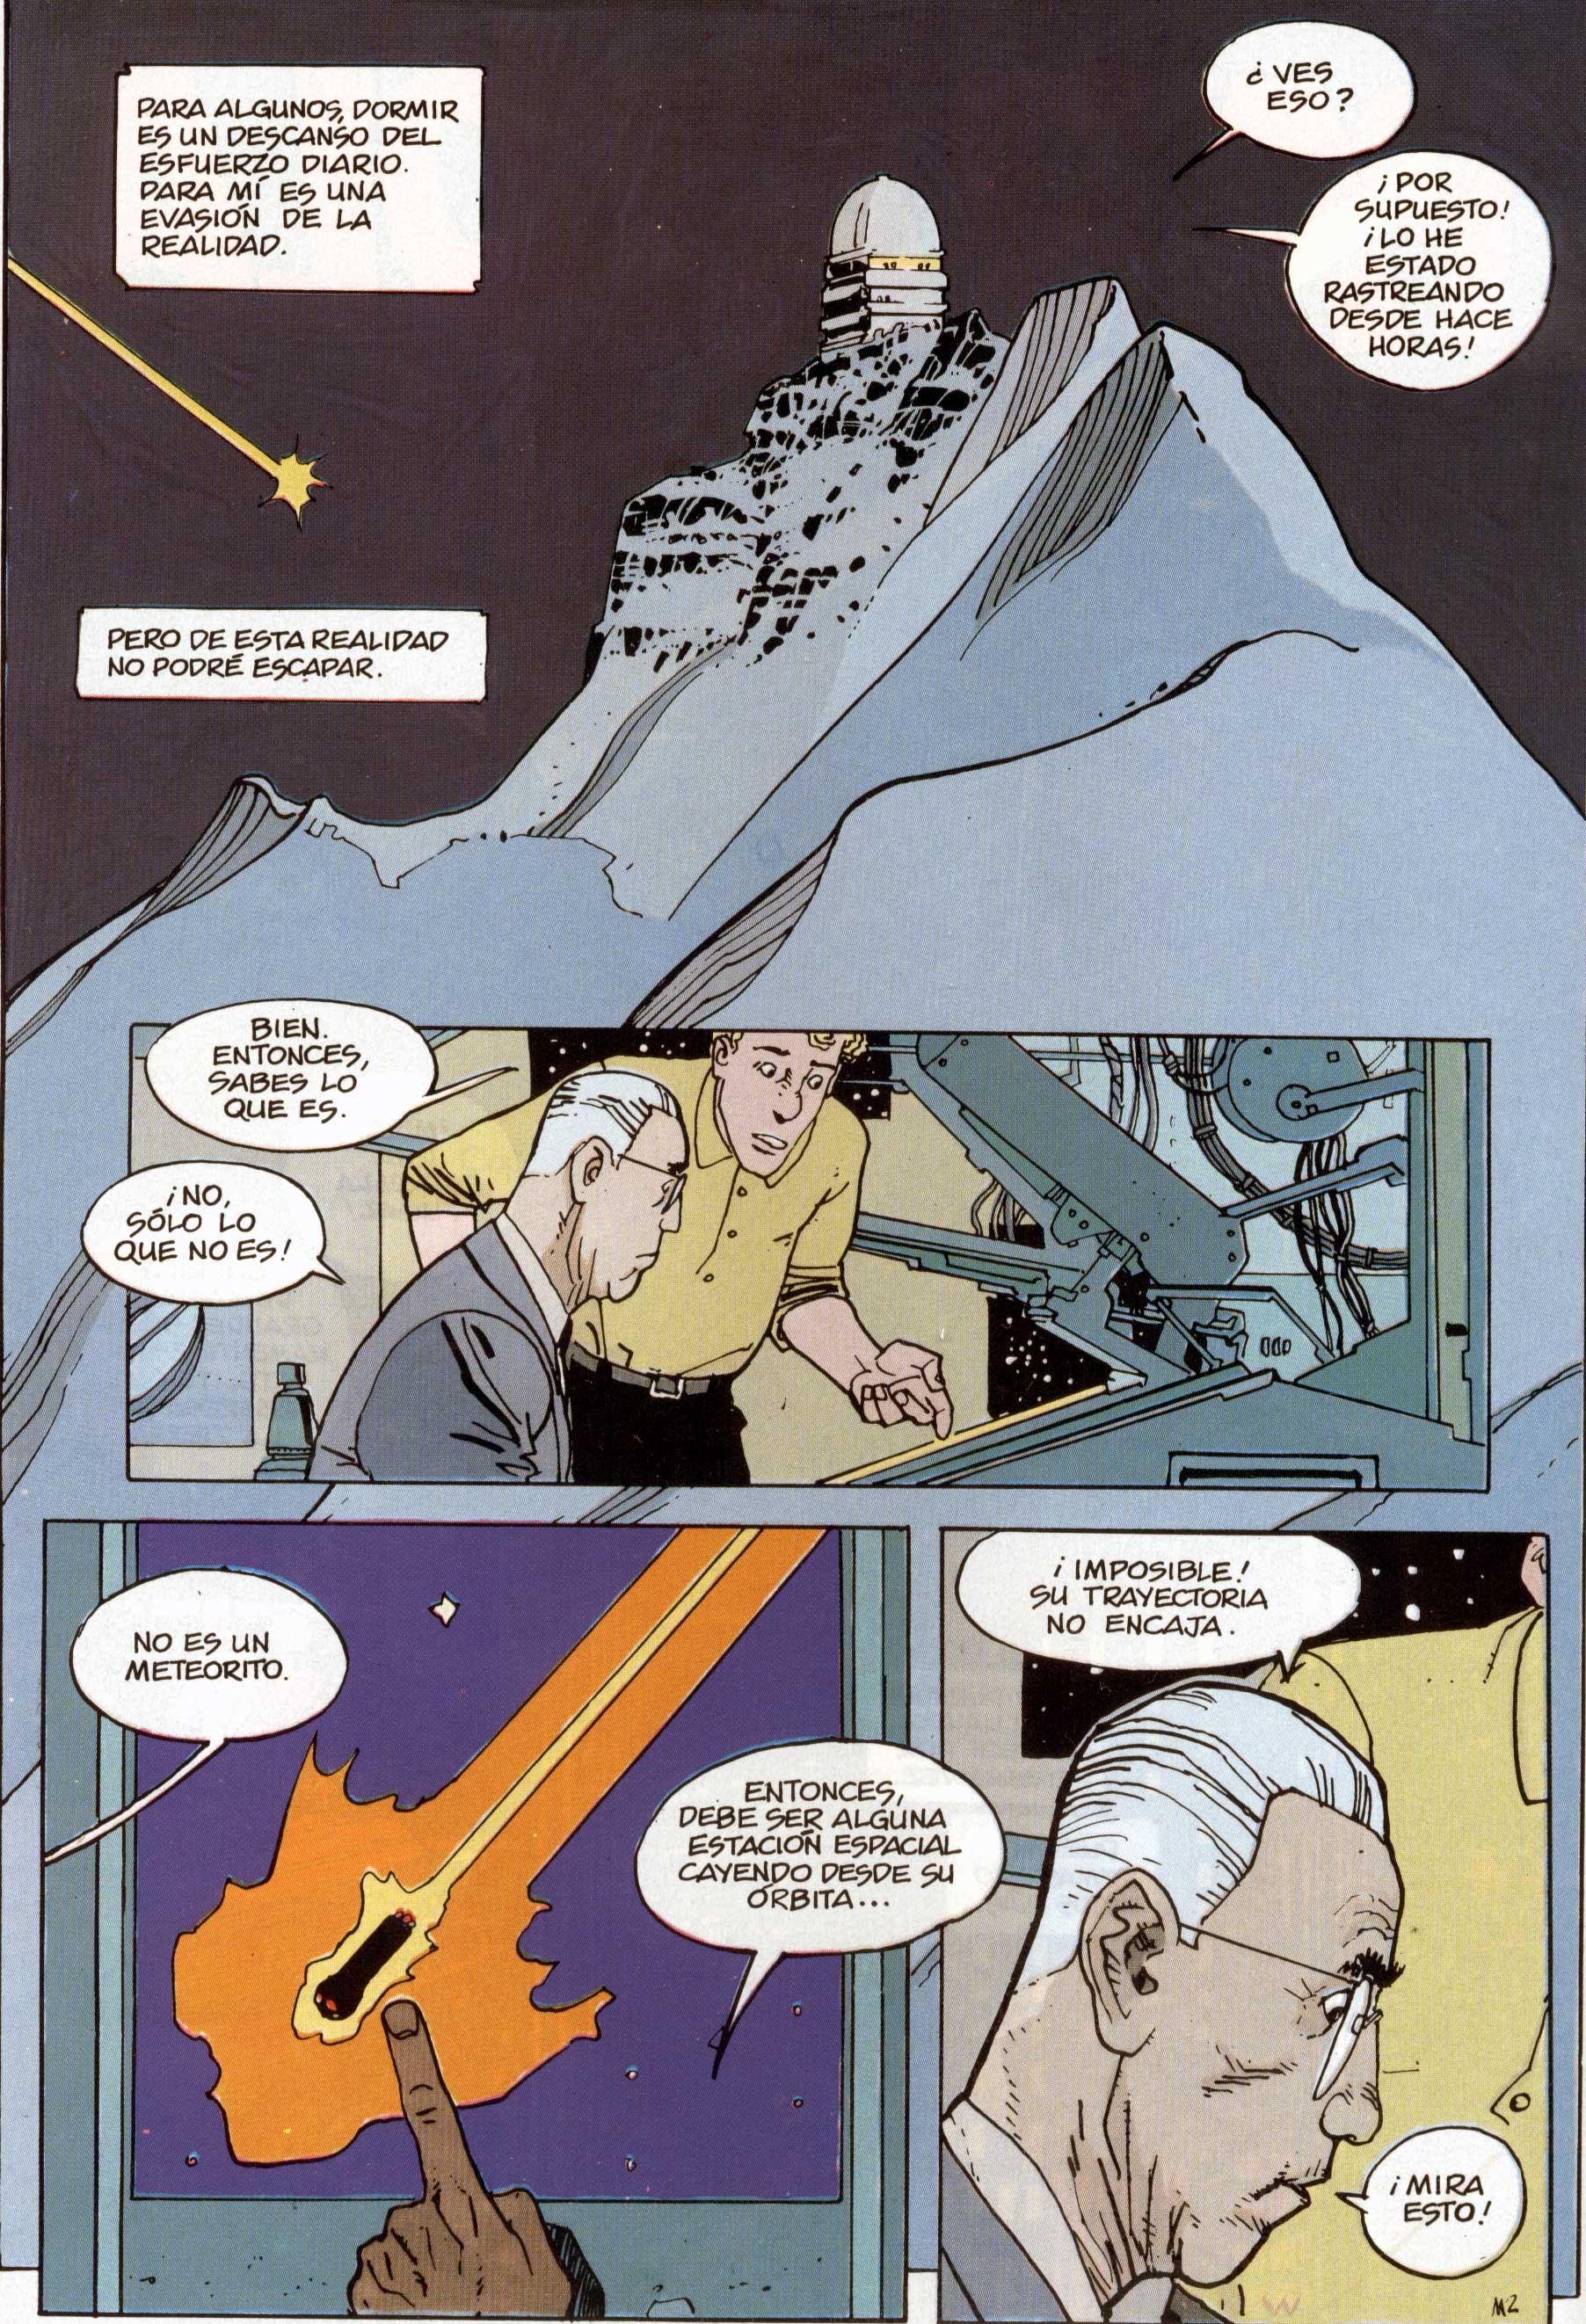 PARA ALGUNOS, DORMIR
ES UN DESCANSO DEL
ESFUERZO DIARIO.
PARA MÍ ES UNA
EVASIÓN DE LA
REALIDAD.
¿VES
ESO?
¡POR
SUPUESTO!
¡LO HE
ESTADO
RASTREANDO
DESDE HACE
HORAS!
PERO DE ESTA REALIDAD
NO PODRÉ ESCAPAR.
BIEN.
ENTONCES,
SABES LO
QUE ES.
¡NO,
SÓLO LO
QUE NO ES!
NO ES UN
METEORITO.
ENTONCES,
DEBE SER ALGUNA
ESTACIÓN ESPACIAL
CAYENDO DESDE SU
ÓRBITA...
¡IMPOSIBLE!
SU TRAYECTORIA
NO ENCAJA.
¡MIRA
ESTO!
M2